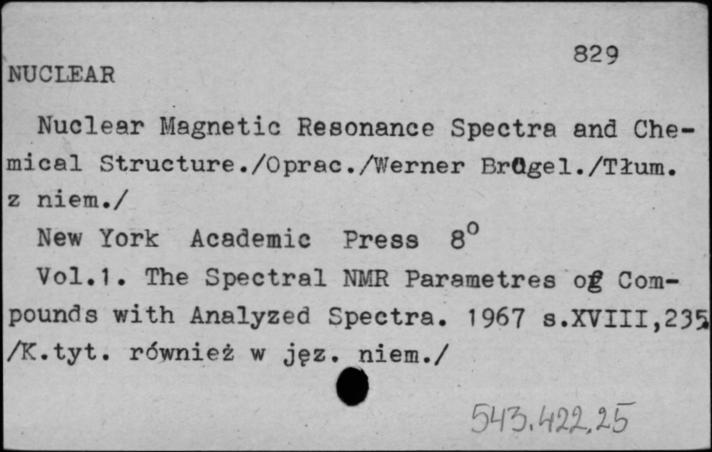 829
NUCLEAR
Nuclear Magnetic Resonance Spectra and Che-
mical Structure./Oprac./Werner Brügel./Tłum.
z niem./
New York Academic Press 8⁰
Vol.1. The Spectral NMR Parametres of Com-
pounds with Analyzed Spectra. 1967 s.XVIII,235.
/K.tyt. również w jęz. niem./
543.422.25